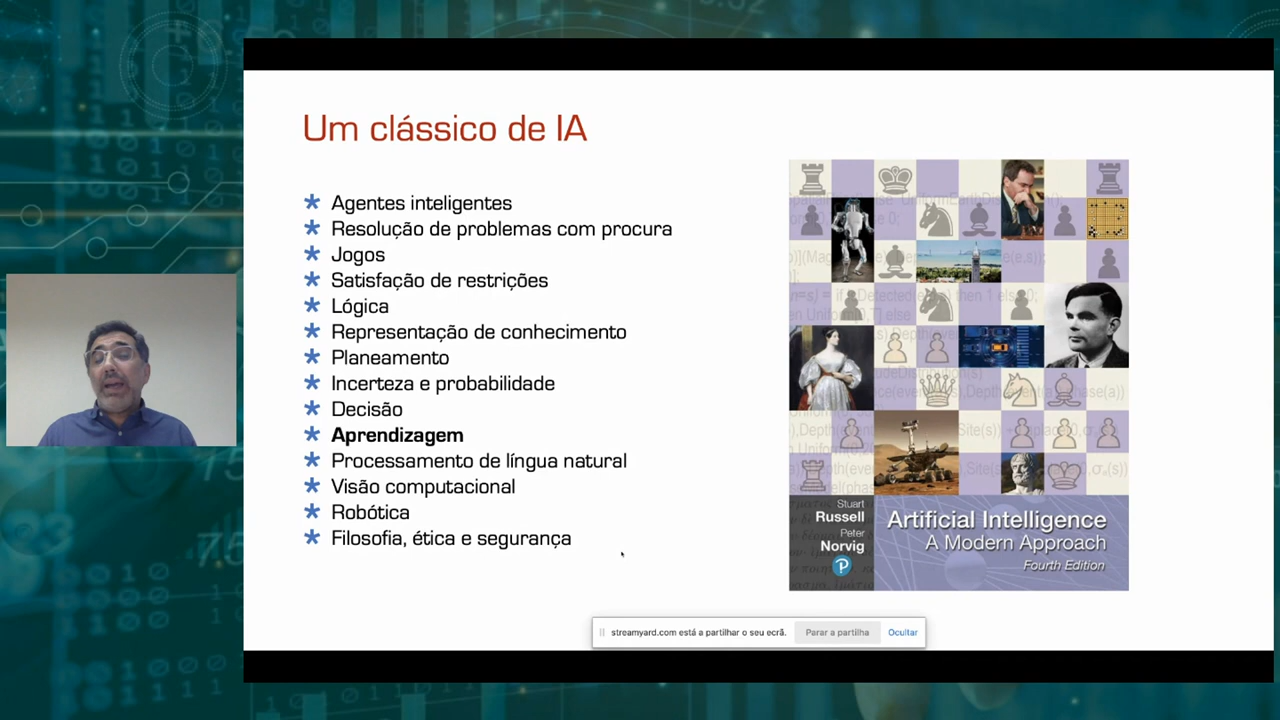 Um clássico de IA
* Agentes inteligentes
* Resolução de problemas com procura
* Jogos
* Satisfação de restrições
* Lógica
* Representação de conhecimento
* Planeamento
* Incerteza e probabilidade
* Decisão
* Aprendizagem
* Processamento de língua natural
* Visão computacional
* Robótica
* Filosofia, ética e segurança
Stuart
Russell
Peter
Norvig
P
Artificial Intelligence
A Modern Approach
Fourth Edition
streamyard.com está a partilhar o seu ecrã. Parar a partilha Ocultar